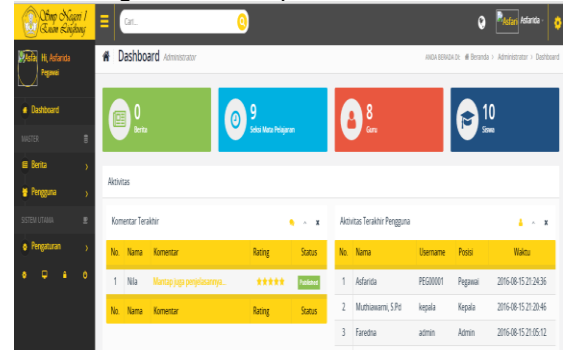 Smp Negeri 1
Enam Lingkung
Cari...
Asfari Asfarida
Asfari Hi, Asfarida
Pegawai
Dashboard Administrator
ANDA BERADA DI: Beranda > Administrator > Dashboard
Dashboard
MASTER
Berita
Pengguna
SISTEM UTAMA
Pengaturan
0
Berita
9
Seksi Mata Pelajaran
8
Guru
10
Siswa
Aktivitas
Komentar Terakhir
No. Nama Komentar Rating Status
1 Nila Mantap juga penjelasannya... Published
No. Nama Komentar Rating Status
Aktivitas Terakhir Pengguna
No. Nama Username Posisi Waktu
1 Asfarida PEG00001 Pegawai 2016-08-15 21:24:36
2 Muthiawarni, S.Pd kepala Kepala 2016-08-15 21:20:46
3 Faredna admin Admin 2016-08-15 21:05:12